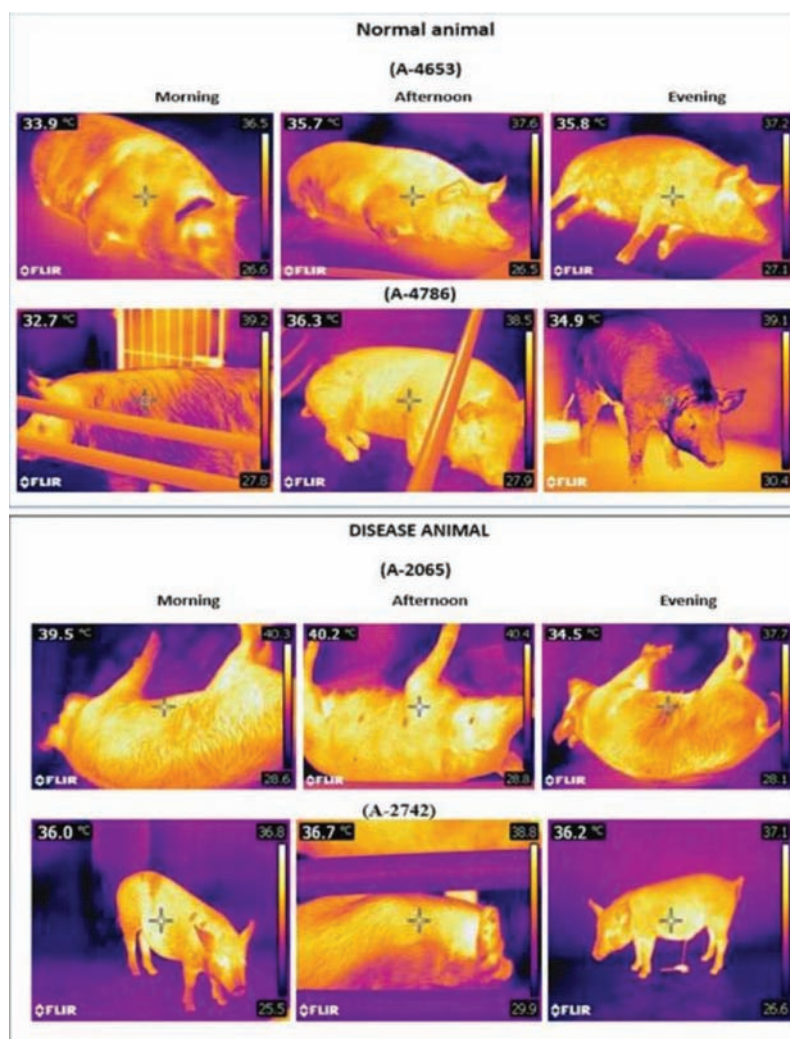 Normal animal
(A-4653)
Morning Afternoon Evening
33.9 °C 36.5 35.7 °C 37.6 35.8 °C 37.2
FLIR 26.6 FLIR 26.5 FLIR 27.1
(A-4786)
32.7 °C 39.2 36.3 °C 38.5 34.9 °C 39.1
FLIR 27.8 FLIR 27.9 FLIR 30.4
DISEASE ANIMAL
(A-2065)
Morning Afternoon Evening
39.5 °C 40.3 40.2 °C 40.4 34.5 °C 37.7
FLIR 28.6 FLIR 28.8 FLIR 28.1
(A-2742)
36.0 °C 36.8 36.7 °C 38.8 36.2 °C 37.1
FLIR 25.5 FLIR 29.9 FLIR 26.6